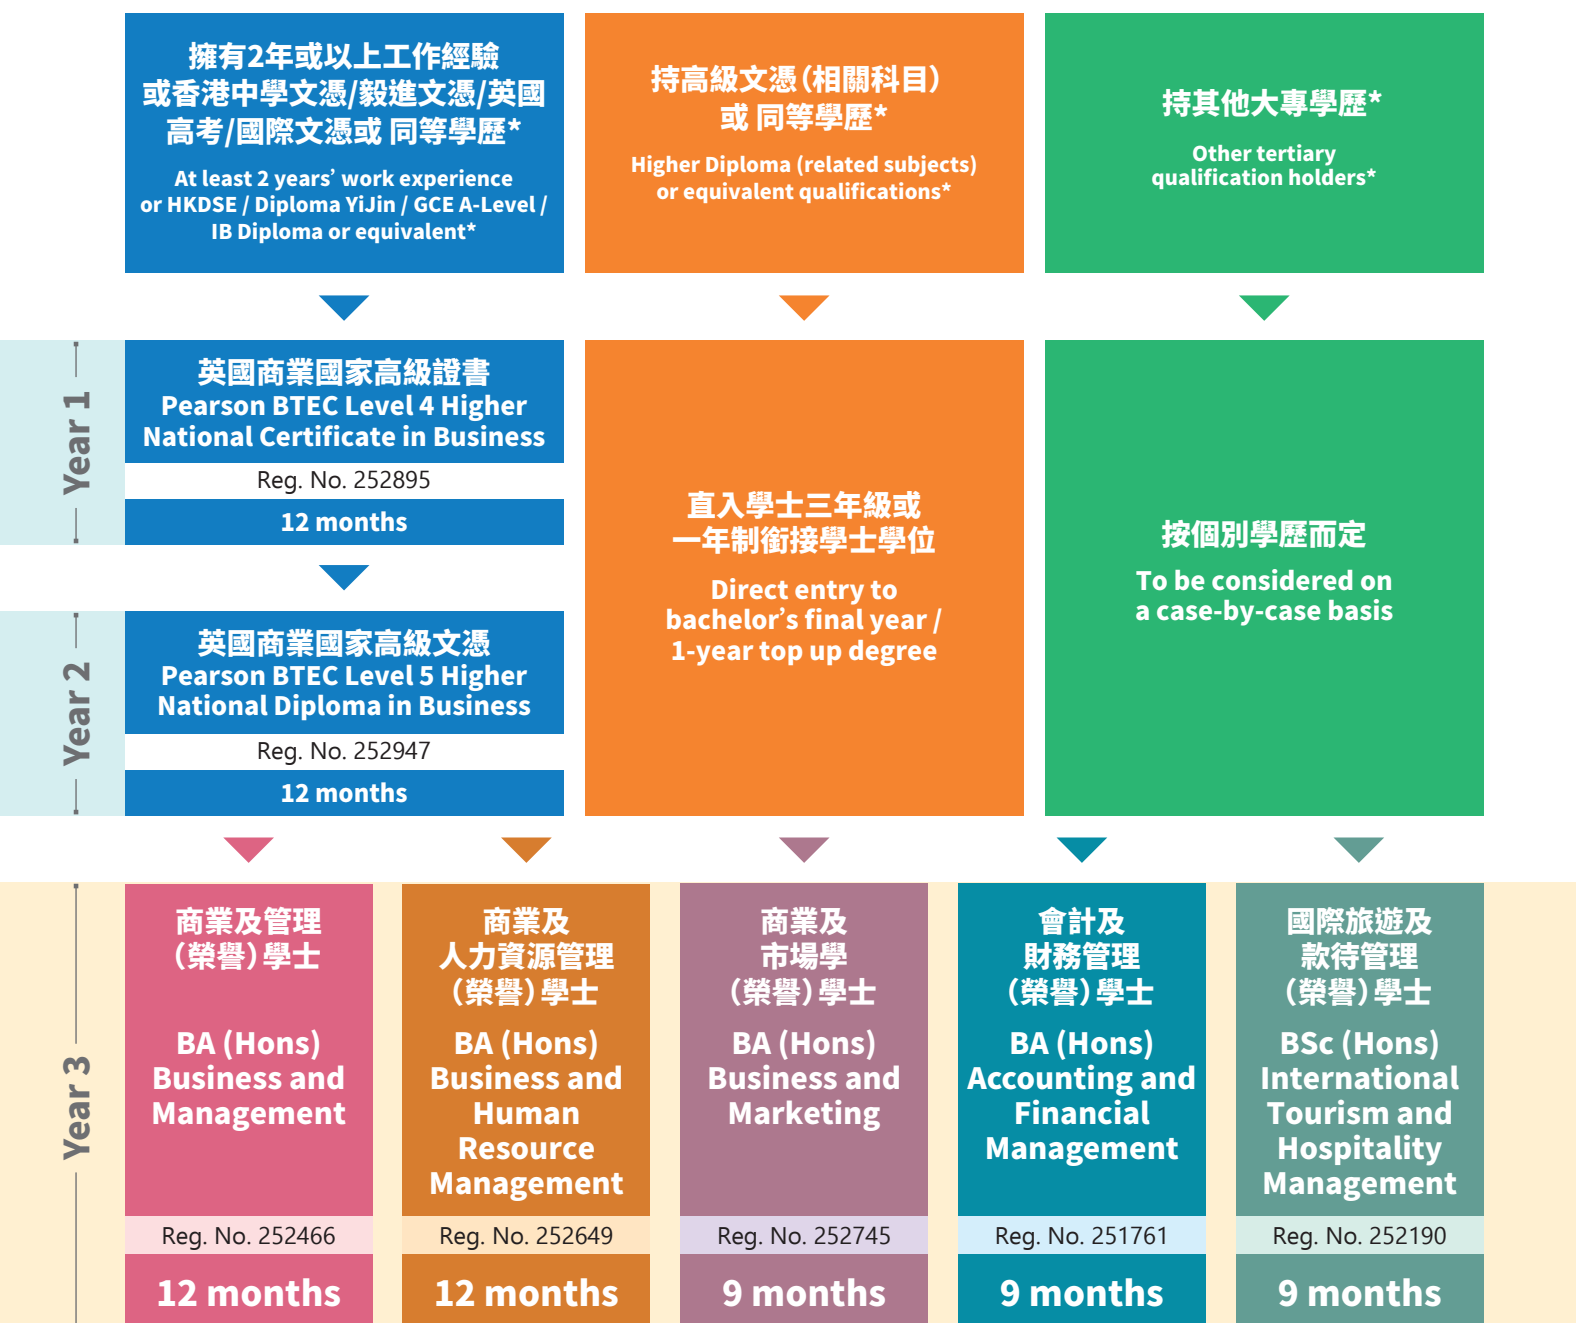 擁有2年或以上工作經驗
或香港中學文憑/毅進文憑/英國
高考/國際文憑或 同等學歷*
At least 2 years’ work experience
or HKDSE / Diploma YiJin / GCE A-Level /
IB Diploma or equivalent*
持高級文憑(相關科目)
或 同等學歷*
Higher Diploma (related subjects)
or equivalent qualifications*
持其他大專學歷*
Other tertiary
qualification holders*
Year 1
英國商業國家高級證書
Pearson BTEC Level 4 Higher
National Certificate in Business
Reg. No. 252895
12 months
Year 2
英國商業國家高級文憑
Pearson BTEC Level 5 Higher
National Diploma in Business
Reg. No. 252947
12 months
直入學士三年級或
一年制銜接學士學位
Direct entry to
bachelor’s final year /
1-year top up degree
按個別學歷而定
To be considered on
a case-by-case basis
Year 3
商業及管理
(榮譽)學士
BA (Hons)
Business and
Management
Reg. No. 252466
12 months
商業及
人力資源管理
(榮譽)學士
BA (Hons)
Business and
Human
Resource
Management
Reg. No. 252649
12 months
商業及
市場學
(榮譽)學士
BA (Hons)
Business and
Marketing
Reg. No. 252745
9 months
會計及
財務管理
(榮譽)學士
BA (Hons)
Accounting and
Financial
Management
Reg. No. 251761
9 months
國際旅遊及
款待管理
(榮譽)學士
BSc (Hons)
International
Tourism and
Hospitality
Management
Reg. No. 252190
9 months